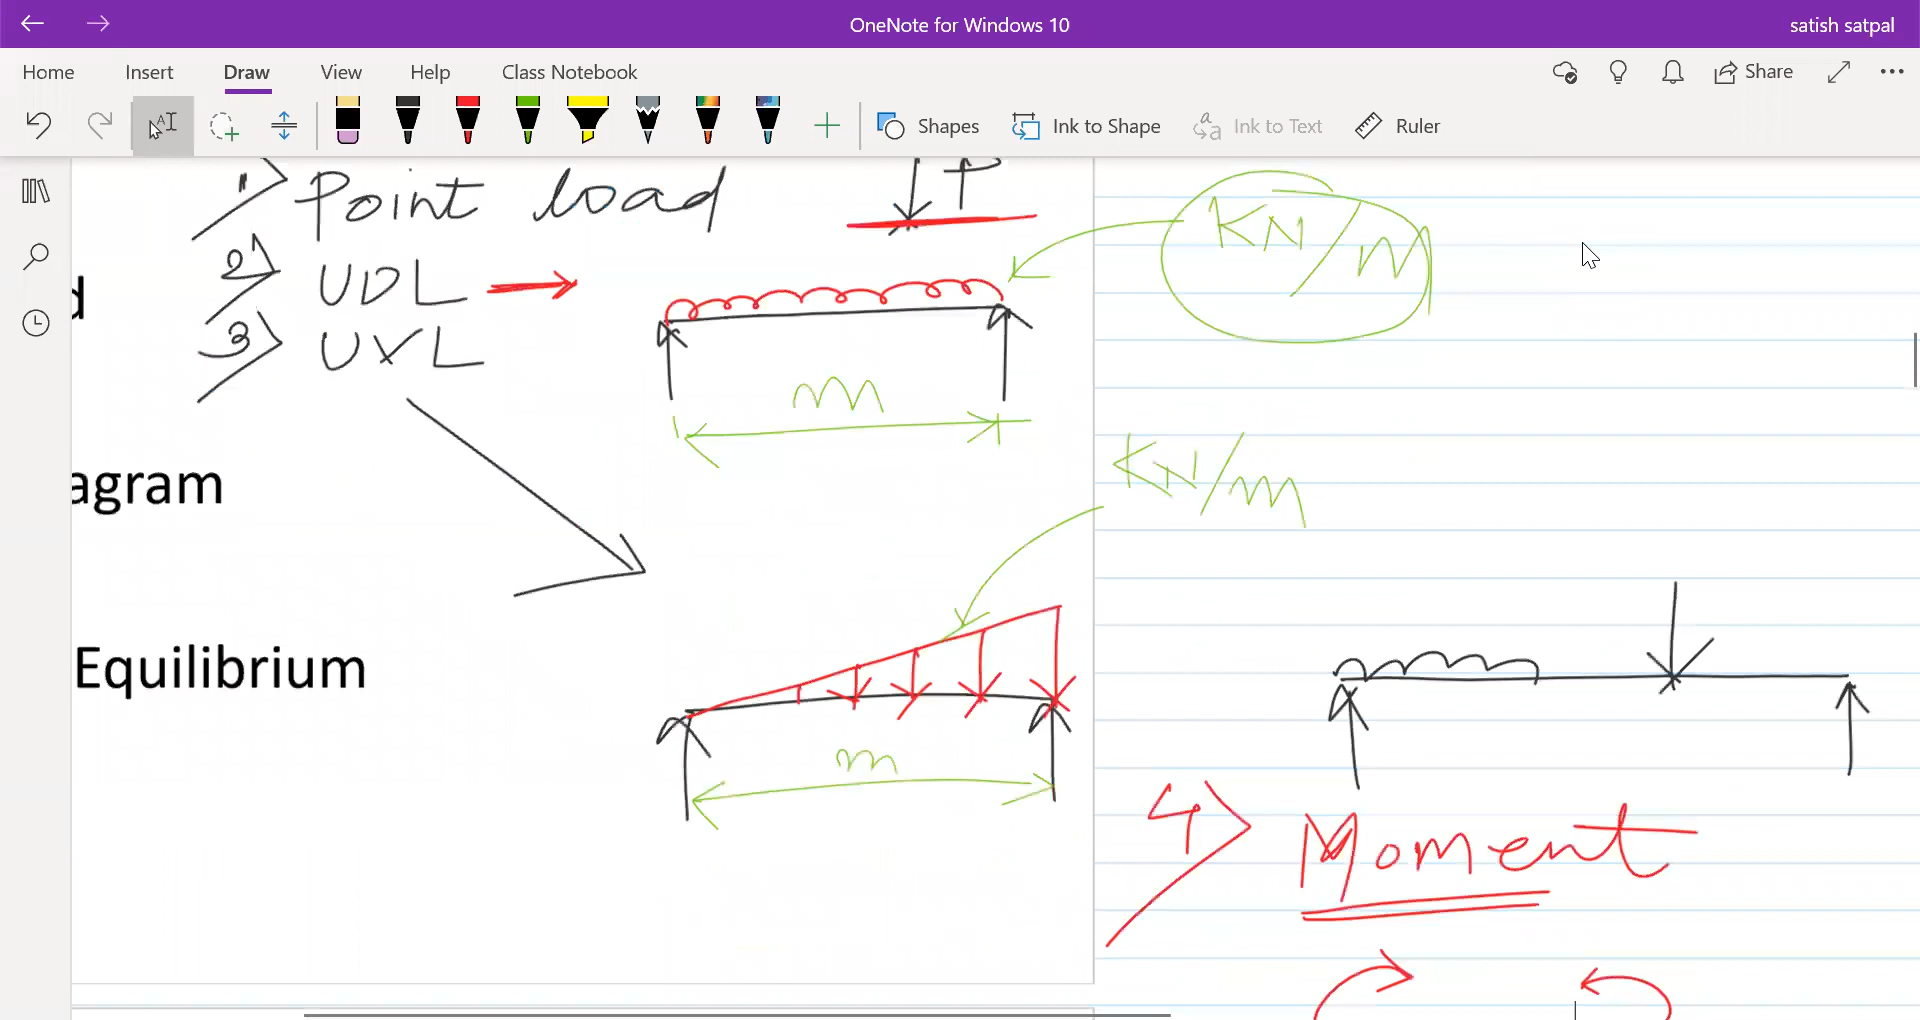 OneNote for Windows 10
satish satpal
Home Insert Draw View Help Class Notebook
Share
Shapes Ink to Shape Ink to Text Ruler
1) Point load
P
KN/m
2) UDL
d
3) UVL
m
agram
KN/m
Equilibrium
m
4) Moment